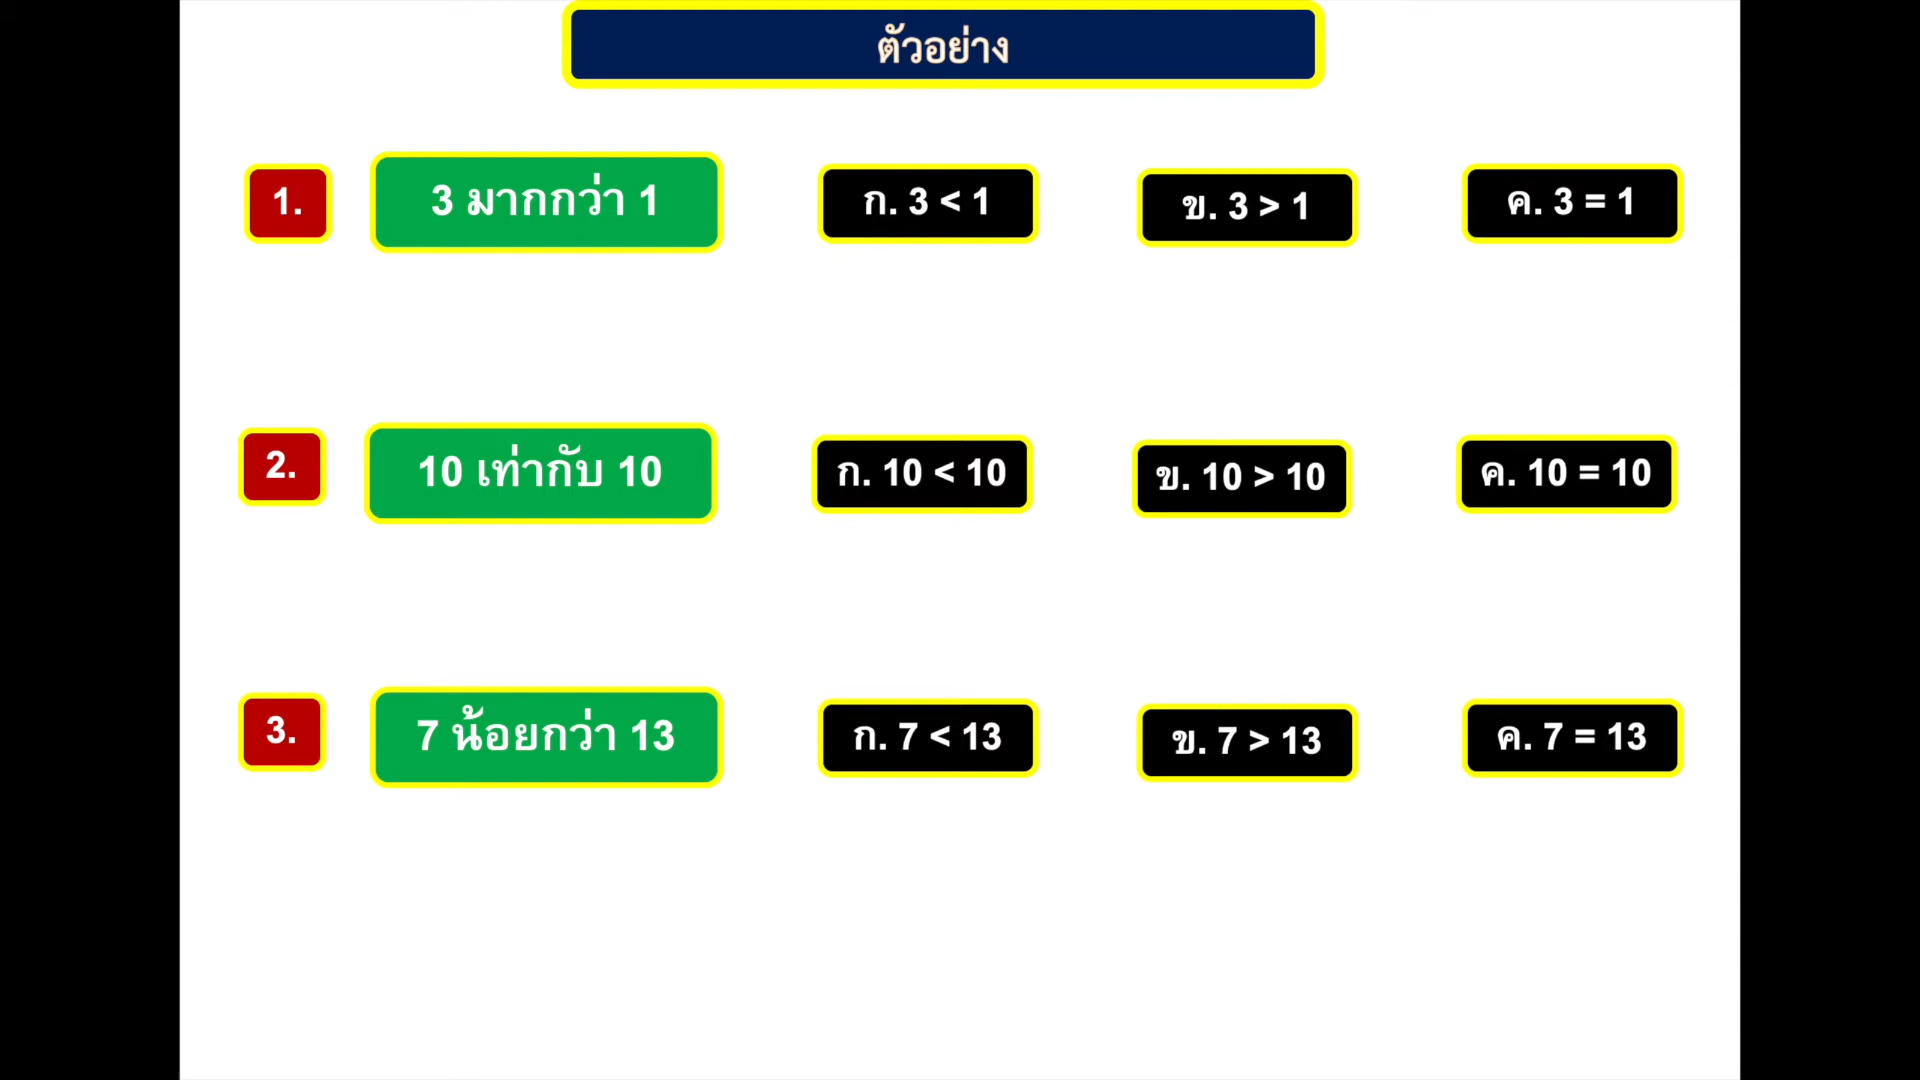 ตัวอย่าง
1. 3 มากกว่า 1 ก. 3 < 1 ข. 3 > 1 ค. 3 = 1
2. 10 เท่ากับ 10 ก. 10 < 10 ข. 10 > 10 ค. 10 = 10
3. 7 น้อยกว่า 13 ก. 7 < 13 ข. 7 > 13 ค. 7 = 13